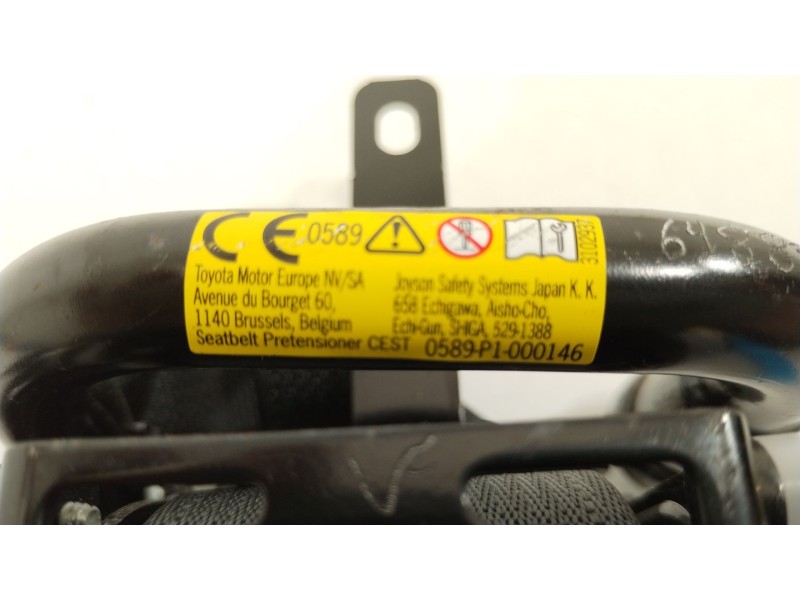 CE 0589
3102937
Toyota Motor Europe NV/SA
Avenue du Bourget 60,
1140 Brussels, Belgium
Joyson Safety Systems Japan K. K.
658 Echigawa, Aisho-Cho,
Echi-Gun, SHIGA, 529-1388
Seatbelt Pretensioner CEST 0589-P1-000146